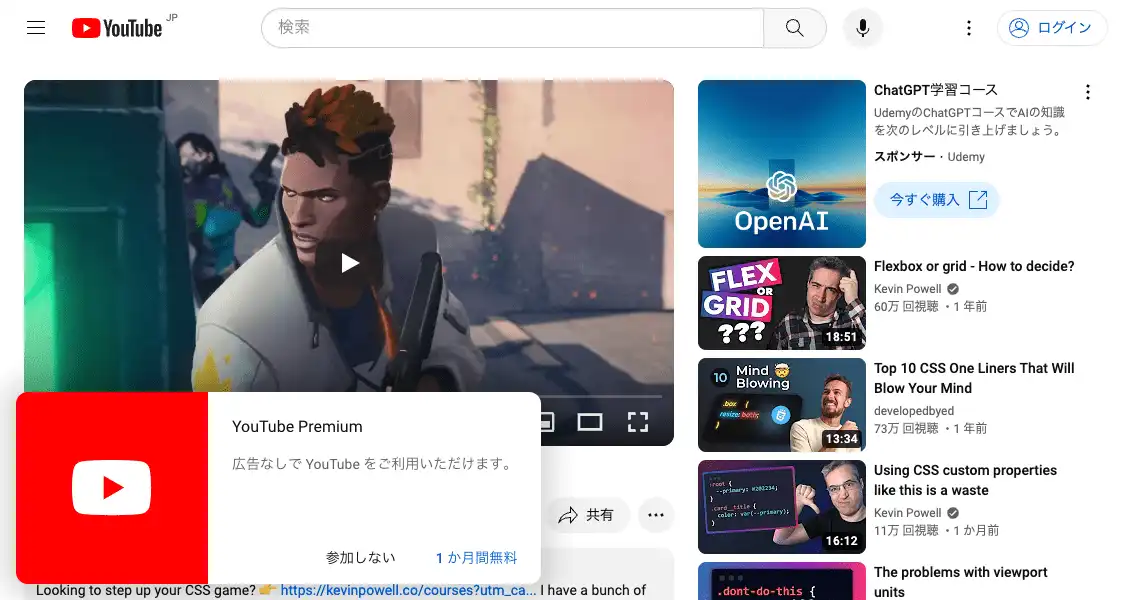 YouTube JP
検索
ログイン
YouTube Premium
広告なしで YouTube をご利用いただけます。
参加しない
1 か月間無料
共有
Looking to step up your CSS game? 👉 https://kevinpowell.co/courses?utm_ca... I have a bunch of
OpenAI
ChatGPT学習コース
UdemyのChatGPTコースでAIの知識
を次のレベルに引き上げましょう。
スポンサー・Udemy
今すぐ購入
FLEX
OR
GRID
???
18:51
Flexbox or grid - How to decide?
Kevin Powell
60万 回視聴 ・1 年前
10 Mind
Blowing
.box {
resize: both;
13:34
Top 10 CSS One Liners That Will
Blow Your Mind
developedbyed
73万 回視聴 ・1 年前
:root {
--primary: #202234;
}
.card__title {
color: var(--primary);
}
16:12
Using CSS custom properties
like this is a waste
Kevin Powell
11万 回視聴 ・1 か月前
.dont-do-this {
The problems with viewport
units